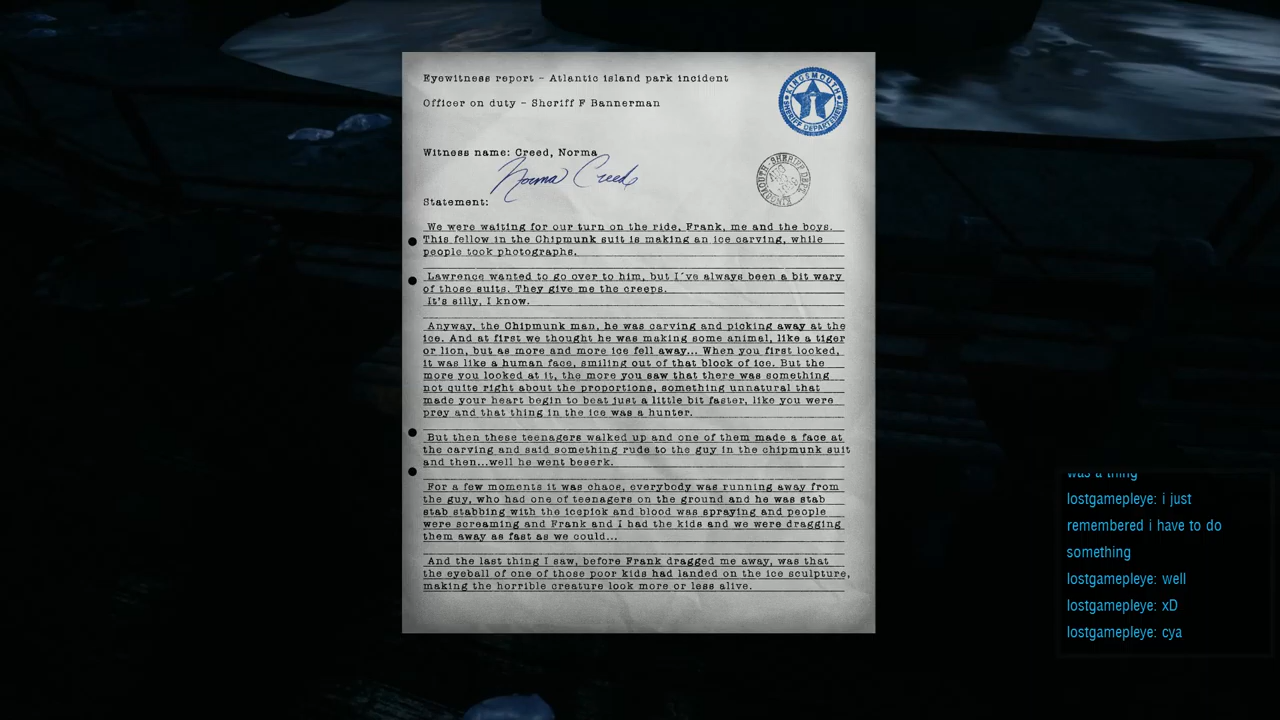 Eyewitness report - Atlantic island park incident
Officer on duty - Sheriff F Bannerman
KINGSMOUTH
SHERIFF DEPARTMENT
Witness name: Creed, Norma
Norma Creed
Statement:
We were waiting for our turn on the ride, Frank, me and the boys.
This fellow in the Chipmunk suit is making an ice carving, while
people took photographs.
Lawrence wanted to go over to him, but I´ve always been a bit wary
of those suits. They give me the creeps.
It's silly, I know.
Anyway, the Chipmunk man, he was carving and picking away at the
ice. And at first we thought he was making some animal, like a tiger
or lion, but as more and more ice fell away... When you first looked,
it was like a human face, smiling out of that block of ice. But the
more you looked at it, the more you saw that there was something
not quite right about the proportions, something unnatural that
made your heart begin to beat just a little bit faster, like you were
prey and that thing in the ice was a hunter.
But then these teenagers walked up and one of them made a face at
the carving and said something rude to the guy in the chipmunk suit
and then...well he went beserk.
For a few moments it was chaos, everybody was running away from
the guy, who had one of teenagers on the ground and he was stab
stab stabbing with the icepick and blood was spraying and people
were screaming and Frank and I had the kids and we were dragging
them away as fast as we could...
And the last thing I saw, before Frank dragged me away, was that
the eyeball of one of those poor kids had landed on the ice sculpture,
making the horrible creature look more or less alive.
was a thing
lostgamepleye: i just
remembered i have to do
something
lostgamepleye: well
lostgamepleye: xD
lostgamepleye: cya